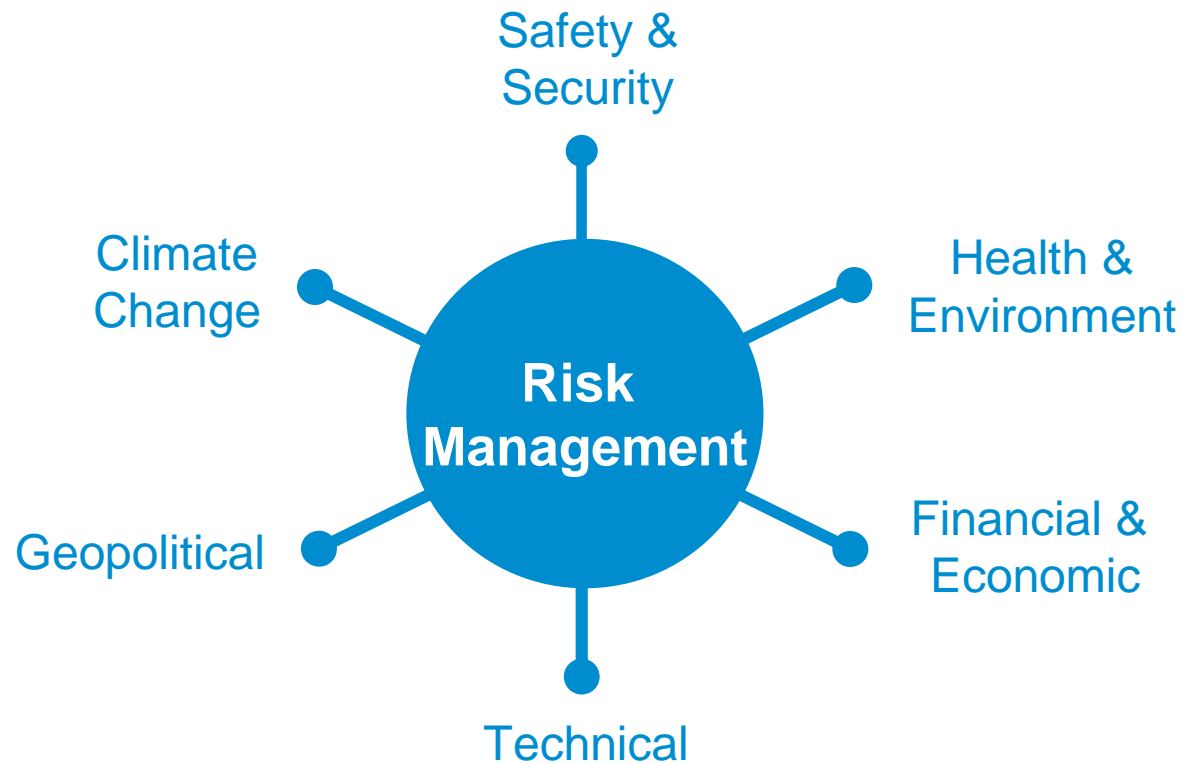 Safety &
Security
Climate
Change
Health &
Environment
Risk
Management
Geopolitical
Financial &
Economic
Technical